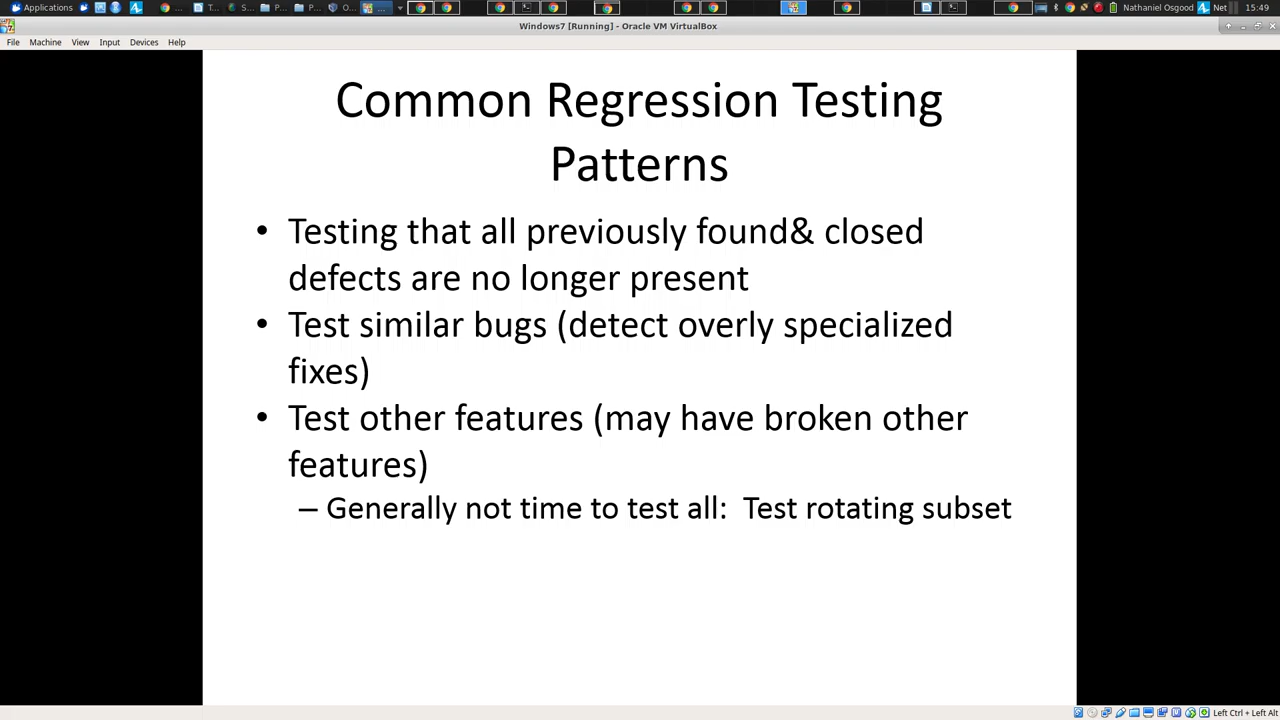 Applications
T...
S...
P...
P...
O...
...
Nathaniel Osgood
Net
15:49
Windows7 [Running] - Oracle VM VirtualBox
File Machine View Input Devices Help
Common Regression Testing
Patterns
• Testing that all previously found& closed
defects are no longer present
• Test similar bugs (detect overly specialized
fixes)
• Test other features (may have broken other
features)
– Generally not time to test all:  Test rotating subset
Left Ctrl + Left Alt